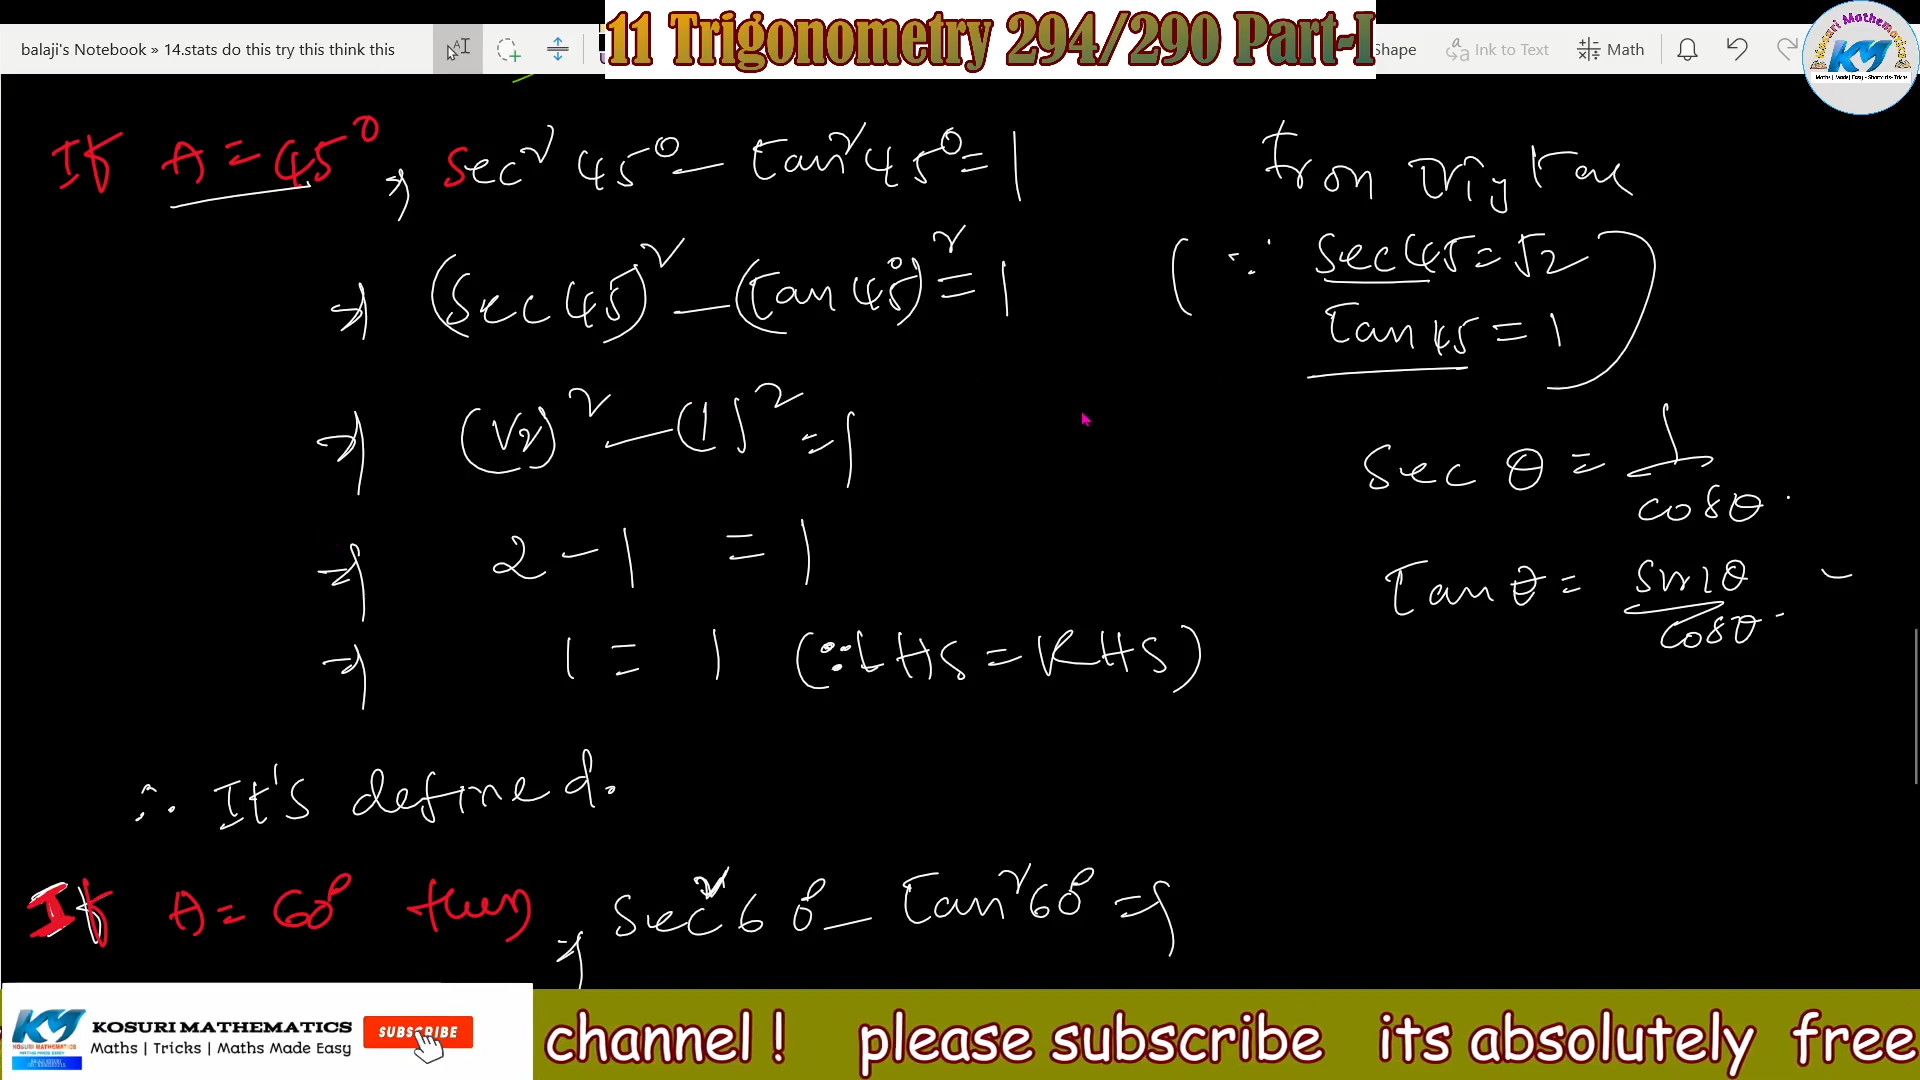 11 Trigonometry 294/290 Part-I
balaji's Notebook » 14.stats do this try this think this
Shape
Ink to Text
Math
If A = 45° ⇒ sec² 45° - tan² 45° = 1
⇒ (sec 45)² - (tan 45°)² = 1
⇒ (√2)² - (1)² = 1
⇒ 2 - 1 = 1
⇒ 1 = 1 (∵ LHS = RHS)
∴ It's defined.
If A = 60° then ⇒ sec² 60° - tan² 60° = 1
from trig
(∵ sec 45 = √2
tan 45 = 1)
sec θ = 1/cosθ
tan θ = sinθ/cosθ
KOSURI MATHEMATICS
Maths | Tricks | Maths Made Easy
SUBSCRIBE
channel ! please subscribe its absolutely free